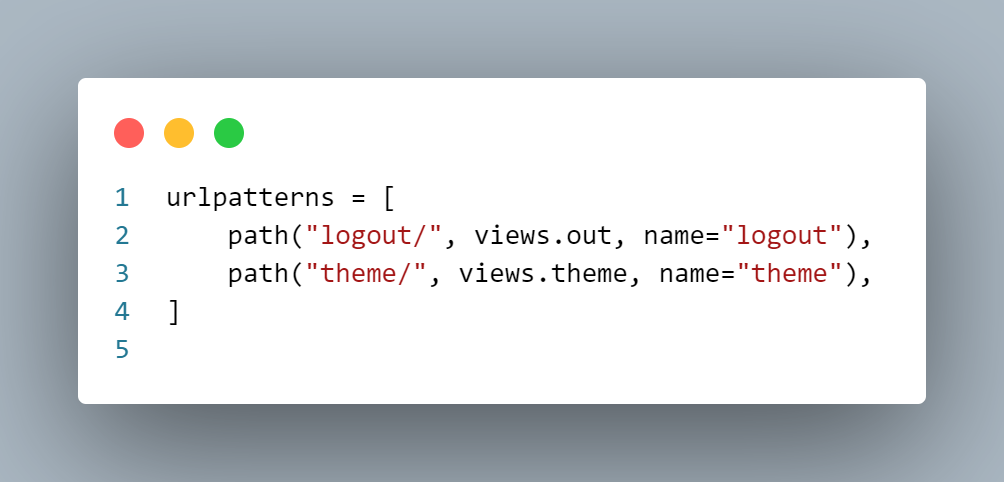 1 urlpatterns = [
2     path("logout/", views.out, name="logout"),
3     path("theme/", views.theme, name="theme"),
4 ]
5